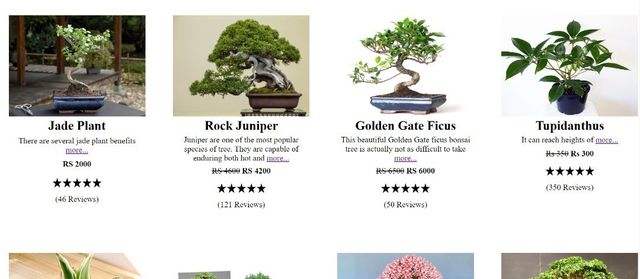 Jade Plant
There are several jade plant benefits
more...
RS 2000
★★★★★
(46 Reviews)
Rock Juniper
Juniper are one of the most popular
species of tree. They are capable of
enduring both hot and more...
RS 4600 RS 4200
★★★★★
(121 Reviews)
Golden Gate Ficus
This beautiful Golden Gate ficus bonsai
tree is actually not as difficult to take
more...
RS 6500 RS 6000
★★★★★
(50 Reviews)
Tupidanthus
It can reach heights of more...
Rs 350 Rs 300
★★★★★
(350 Reviews)